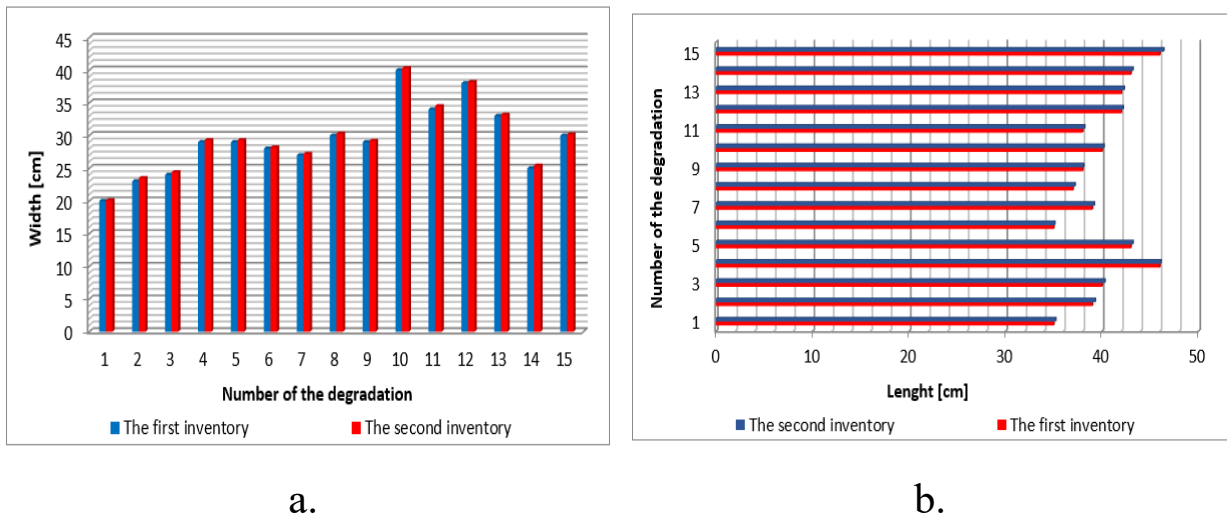 45
40
35
30
25
20
15
10
5
0
Width [cm]
1 2 3 4 5 6 7 8 9 10 11 12 13 14 15
Number of the degradation
The first inventory The second inventory
a.
Number of the degradation
15
13
11
9
7
5
3
1
0 10 20 30 40 50
Lenght [cm]
The second inventory The first inventory
b.